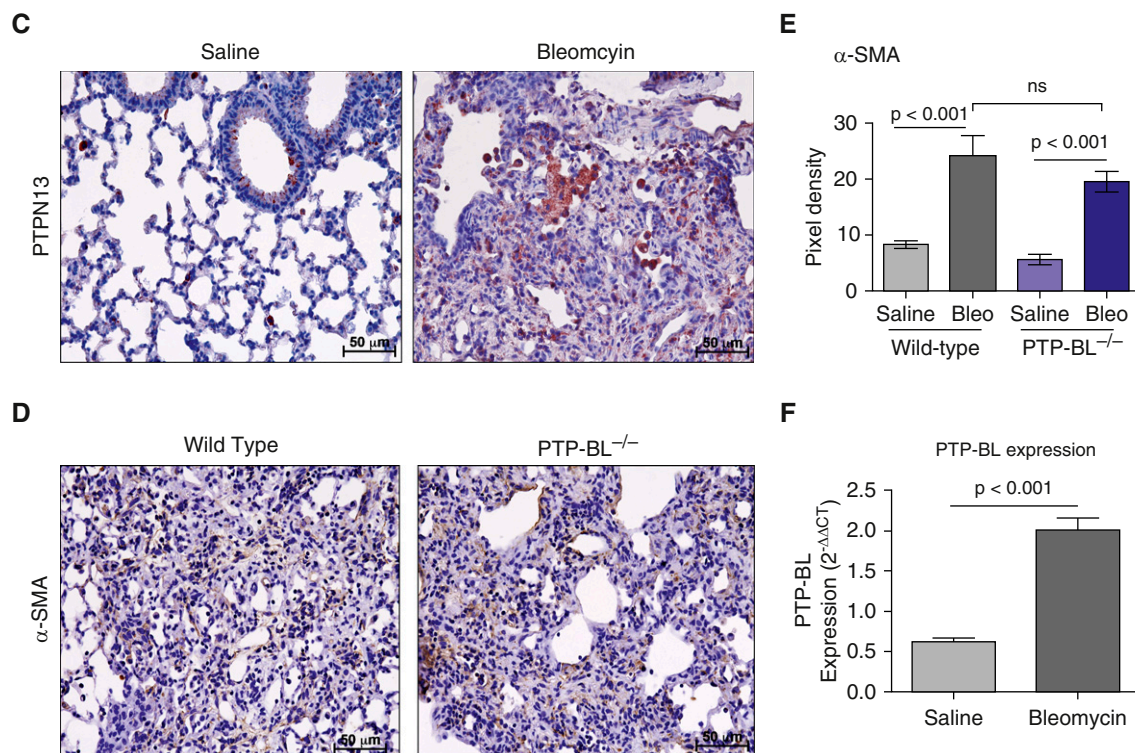 C
Saline
Bleomcyin
PTPN13
50 μm
50 μm
D
Wild Type
PTP-BL−/−
α-SMA
50 μm
50 μm
E
α-SMA
ns
p < 0.001
p < 0.001
30
20
10
0
Pixel density
Saline Bleo Saline Bleo
Wild-type PTP-BL−/−
F
PTP-BL expression
p < 0.001
2.5
2.0
1.5
1.0
0.5
0.0
PTP-BL
Expression (2-ΔΔCT)
Saline Bleomycin